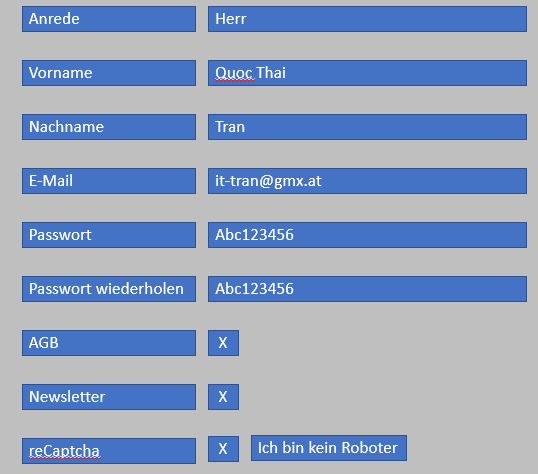 Anrede Herr
Vorname Quoc Thai
Nachname Tran
E-Mail it-tran@gmx.at
Passwort Abc123456
Passwort wiederholen Abc123456
AGB X
Newsletter X
reCaptcha X Ich bin kein Roboter